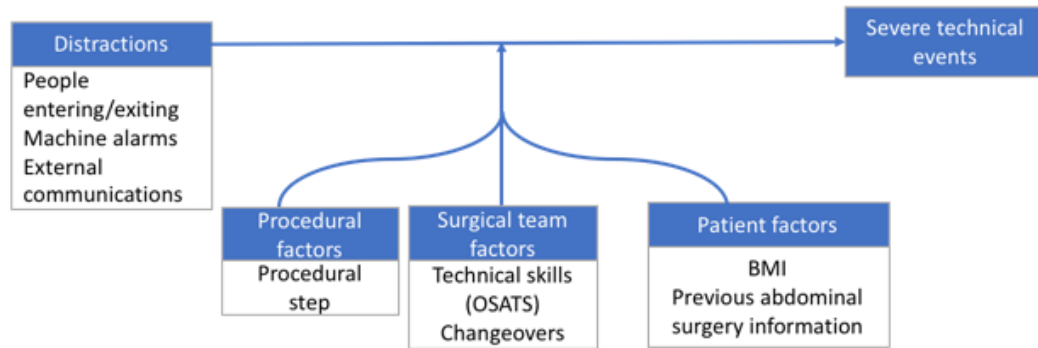 Distractions
People
entering/exiting
Machine alarms
External
communications
Severe technical
events
Procedural
factors
Procedural
step
Surgical team
factors
Technical skills
(OSATS)
Changeovers
Patient factors
BMI
Previous abdominal
surgery information